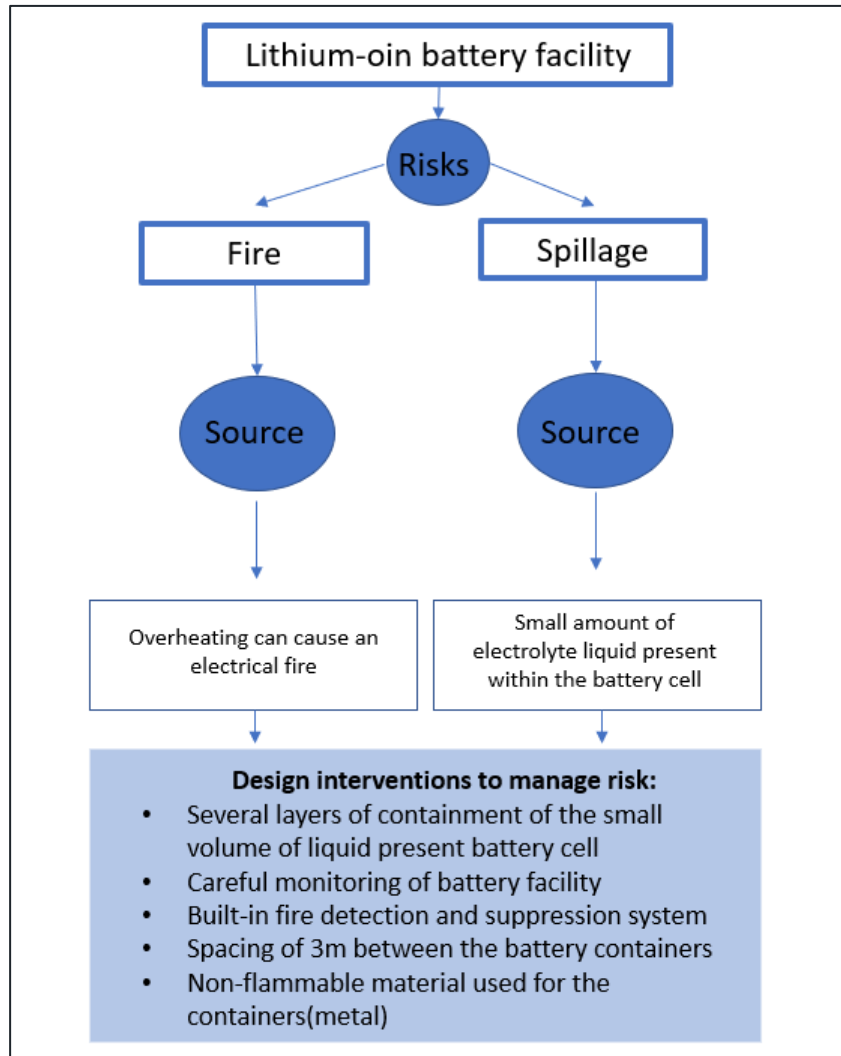 Lithium-oin battery facility
Risks
Fire
Spillage
Source
Source
Overheating can cause an
electrical fire
Small amount of
electrolyte liquid present
within the battery cell
Design interventions to manage risk:
• Several layers of containment of the small
volume of liquid present battery cell
• Careful monitoring of battery facility
• Built-in fire detection and suppression system
• Spacing of 3m between the battery containers
• Non-flammable material used for the
containers(metal)